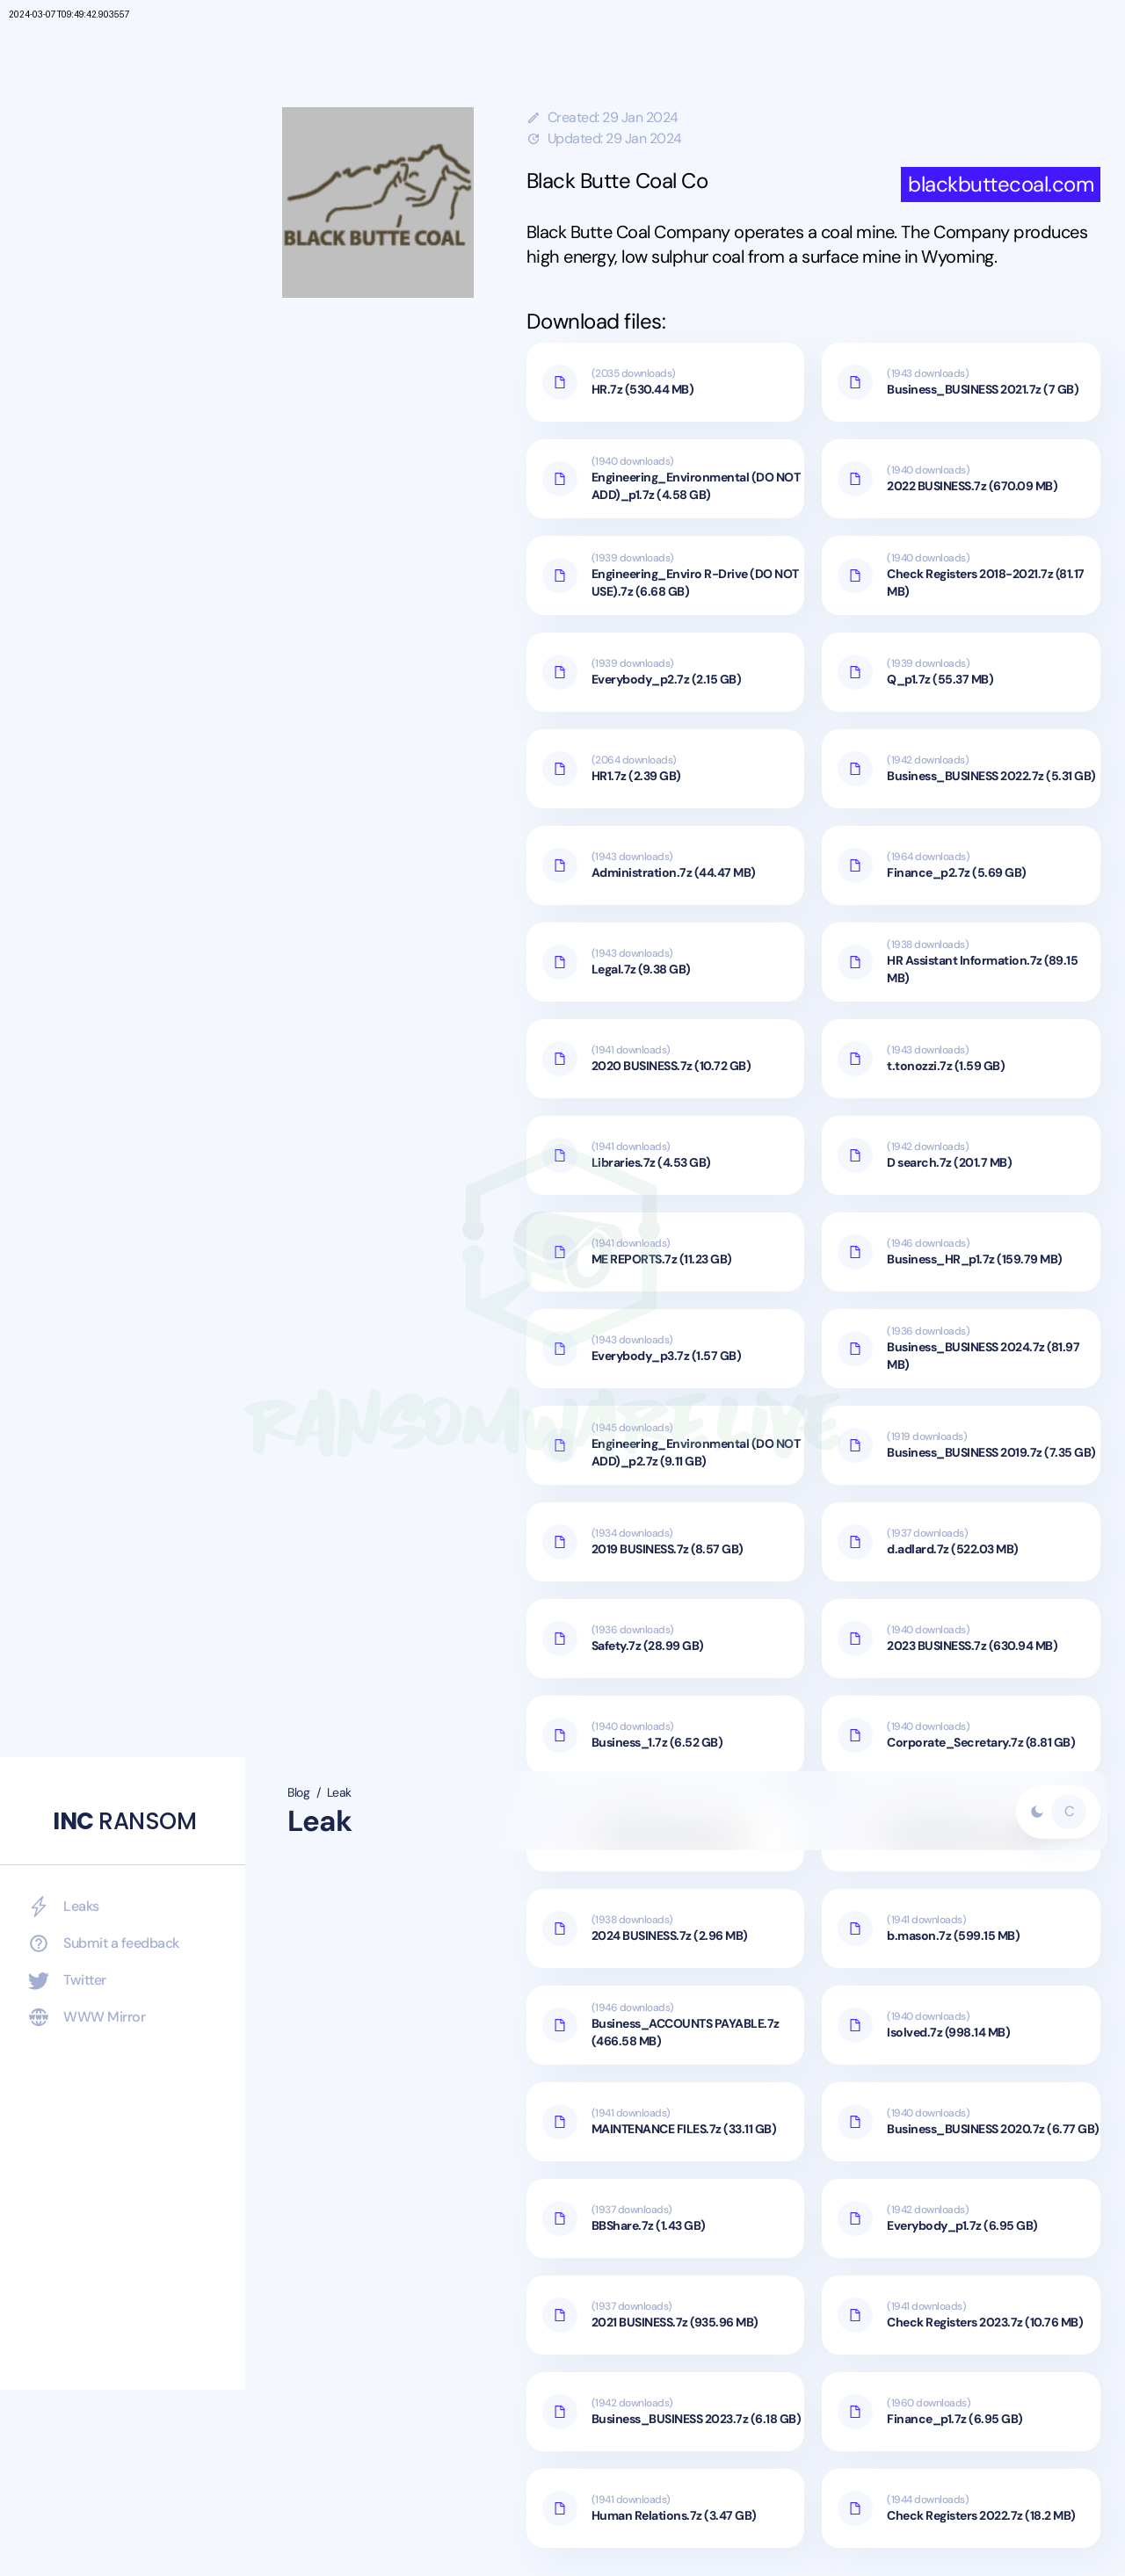 2024-03-07T09:49:42.903557
Created: 29 Jan 2024
Updated: 29 Jan 2024
BLACK BUTTE COAL
Black Butte Coal Co
blackbuttecoal.com
Black Butte Coal Company operates a coal mine. The Company produces
high energy, low sulphur coal from a surface mine in Wyoming.
Download files:
(2035 downloads)
HR.7z (530.44 MB)
(1943 downloads)
Business_BUSINESS 2021.7z (7 GB)
(1940 downloads)
Engineering_Environmental (DO NOT
ADD)_p1.7z (4.58 GB)
(1940 downloads)
2022 BUSINESS.7z (670.09 MB)
(1939 downloads)
Engineering_Enviro R-Drive (DO NOT
USE).7z (6.68 GB)
(1940 downloads)
Check Registers 2018-2021.7z (81.17
MB)
(1939 downloads)
Everybody_p2.7z (2.15 GB)
(1939 downloads)
Q_p1.7z (55.37 MB)
(2064 downloads)
HR1.7z (2.39 GB)
(1942 downloads)
Business_BUSINESS 2022.7z (5.31 GB)
(1943 downloads)
Administration.7z (44.47 MB)
(1964 downloads)
Finance_p2.7z (5.69 GB)
(1943 downloads)
Legal.7z (9.38 GB)
(1938 downloads)
HR Assistant Information.7z (89.15
MB)
(1941 downloads)
2020 BUSINESS.7z (10.72 GB)
(1943 downloads)
t.tonozzi.7z (1.59 GB)
(1941 downloads)
Libraries.7z (4.53 GB)
(1942 downloads)
D search.7z (201.7 MB)
(1941 downloads)
ME REPORTS.7z (11.23 GB)
(1946 downloads)
Business_HR_p1.7z (159.79 MB)
(1943 downloads)
Everybody_p3.7z (1.57 GB)
(1936 downloads)
Business_BUSINESS 2024.7z (81.97
MB)
RANSOMWARE LIVE
(1945 downloads)
Engineering_Environmental (DO NOT
ADD)_p2.7z (9.11 GB)
(1919 downloads)
Business_BUSINESS 2019.7z (7.35 GB)
(1934 downloads)
2019 BUSINESS.7z (8.57 GB)
(1937 downloads)
d.adlard.7z (522.03 MB)
(1936 downloads)
Safety.7z (28.99 GB)
(1940 downloads)
2023 BUSINESS.7z (630.94 MB)
(1940 downloads)
Business_1.7z (6.52 GB)
(1940 downloads)
Corporate_Secretary.7z (8.81 GB)
INC RANSOM
Blog / Leak
Leak
C
Leaks
Submit a feedback
Twitter
WWW Mirror
(1938 downloads)
2024 BUSINESS.7z (2.96 MB)
(1941 downloads)
b.mason.7z (599.15 MB)
(1946 downloads)
Business_ACCOUNTS PAYABLE.7z
(466.58 MB)
(1940 downloads)
Isolved.7z (998.14 MB)
(1941 downloads)
MAINTENANCE FILES.7z (33.11 GB)
(1940 downloads)
Business_BUSINESS 2020.7z (6.77 GB)
(1937 downloads)
BBShare.7z (1.43 GB)
(1942 downloads)
Everybody_p1.7z (6.95 GB)
(1937 downloads)
2021 BUSINESS.7z (935.96 MB)
(1941 downloads)
Check Registers 2023.7z (10.76 MB)
(1942 downloads)
Business_BUSINESS 2023.7z (6.18 GB)
(1960 downloads)
Finance_p1.7z (6.95 GB)
(1941 downloads)
Human Relations.7z (3.47 GB)
(1944 downloads)
Check Registers 2022.7z (18.2 MB)